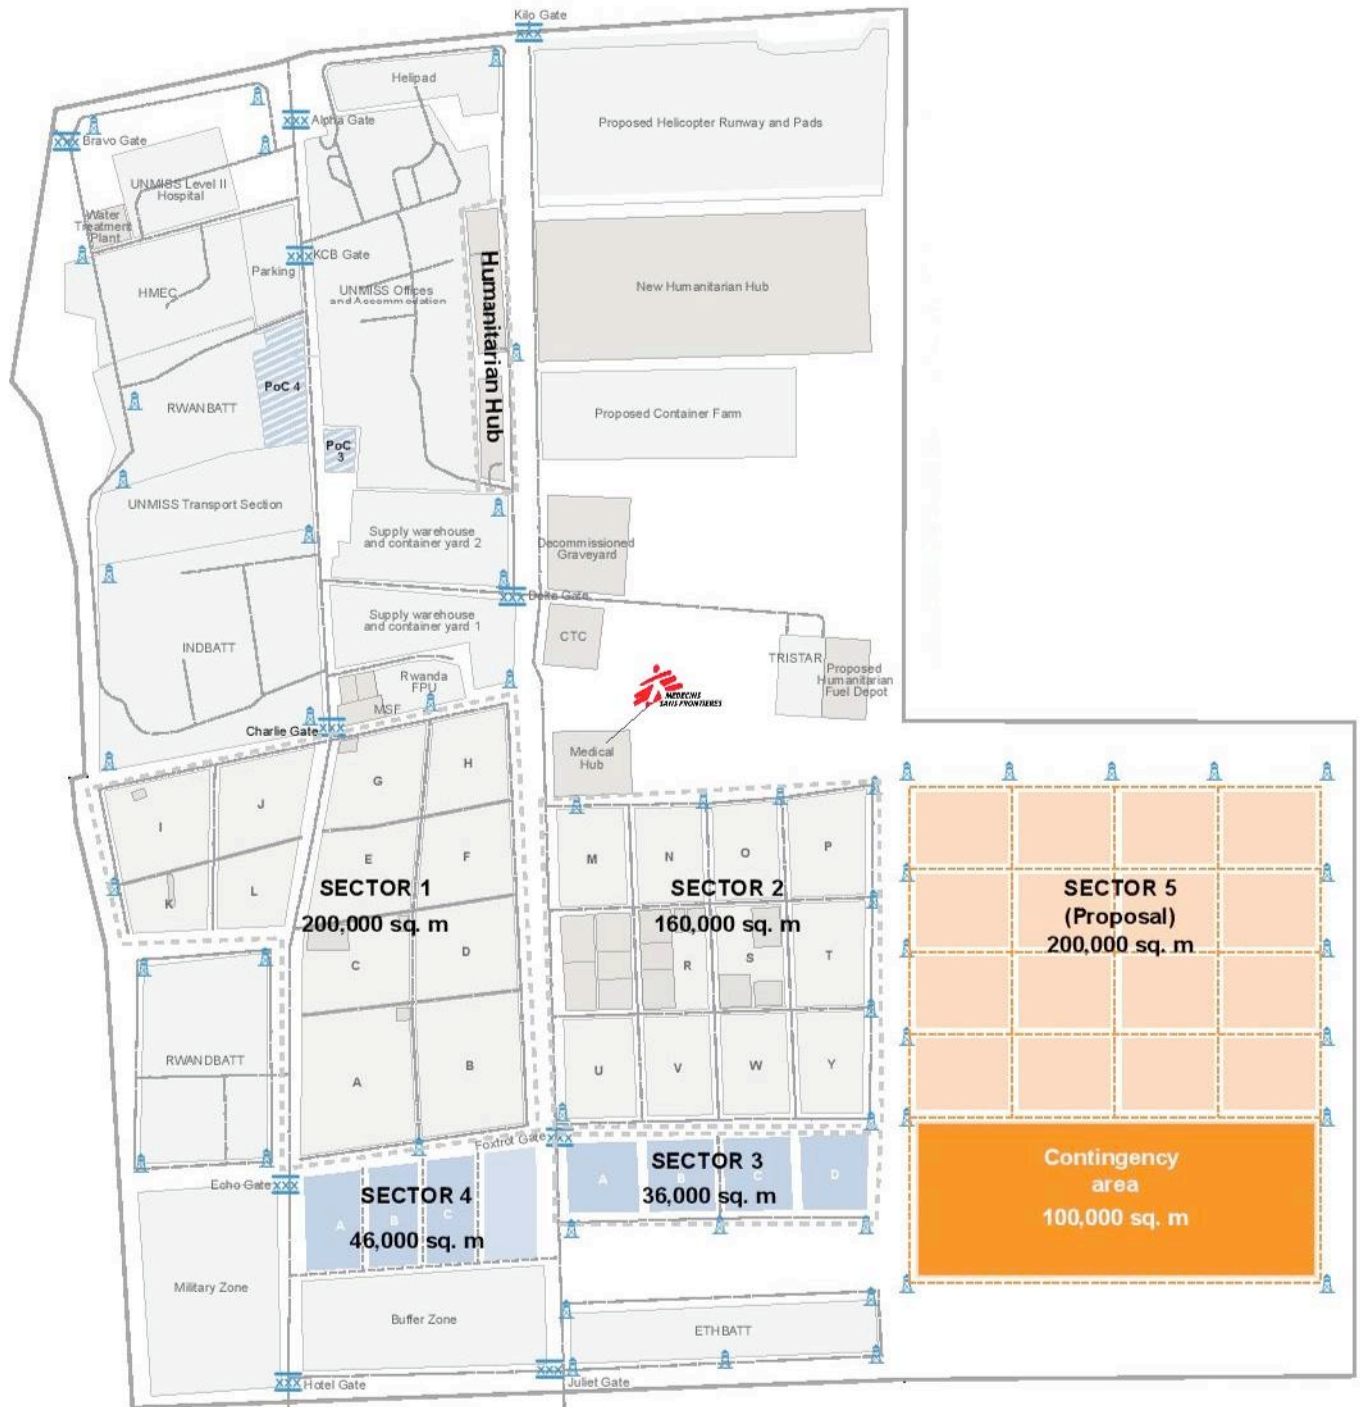 Kilo Gate
Helipad
Alpha Gate
Proposed Helicopter Runway and Pads
Bravo Gate
UNMISS Level II
Hospital
Water
Treatment
Plant
KCB Gate
Parking
HMEC
UNMISS Offices
and Accommodation
Humanitarian Hub
New Humanitarian Hub
PoC 4
RWANBATT
Proposed Container Farm
PoC
3
UNMISS Transport Section
Supply warehouse
and container yard 2
Decommissioned
Graveyard
Delta Gate
Supply warehouse
and container yard 1
CTC
INDBATT
TRISTAR
Proposed
Humanitarian
Fuel Depot
Rwanda
FPU
MSF
MEDECINS
SANS FRONTIERES
Charlie Gate
Medical
Hub
H
G
J
I
E
F
M
N
O
P
K
L
SECTOR 1
200,000 sq. m
SECTOR 2
160,000 sq. m
SECTOR 5
(Proposal)
200,000 sq. m
C
D
R
S
T
A
B
U
V
W
Y
RWANDBATT
Foxtrot Gate
Echo Gate
SECTOR 3
36,000 sq. m
A
B
C
D
SECTOR 4
46,000 sq. m
A
B
C
Contingency
area
100,000 sq. m
Military Zone
Buffer Zone
ETHBATT
Hotel Gate
Juliet Gate